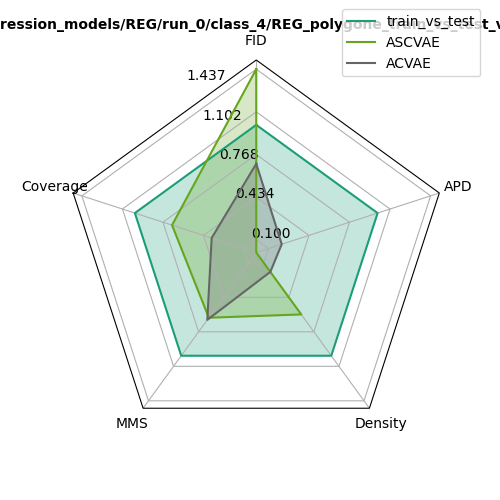 ression_models/REG/run_0/class_4/REG_polygone_train_vs_test_v
train_vs_test
ASCVAE
ACVAE
FID
1.437
1.102
0.768
0.434
0.100
Coverage
APD
MMS
Density